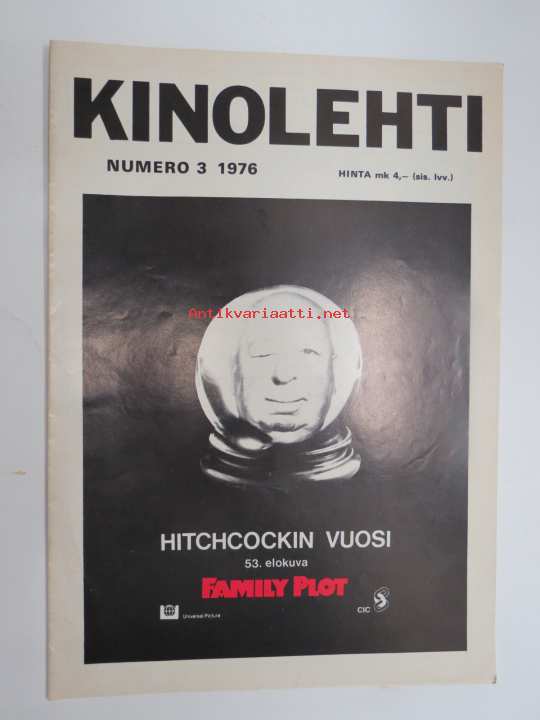 KINOLEHTI
NUMERO 3 1976
HINTA mk 4,– (sis. lvv.)
Antikvariaatti.net
HITCHCOCKIN VUOSI
53. elokuva
FAMILY PLOT
Universal Pictures
CIC